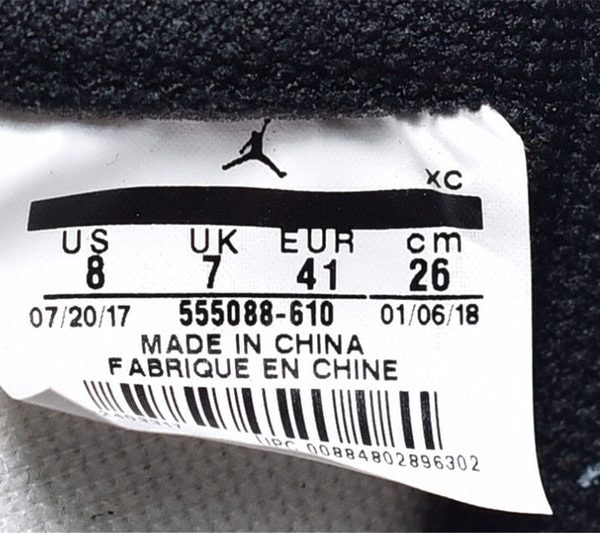 XC
US UK EUR cm
8 7 41 26
07/20/17 555088-610 01/06/18
MADE IN CHINA
FABRIQUE EN CHINE
UPC 00884802896302